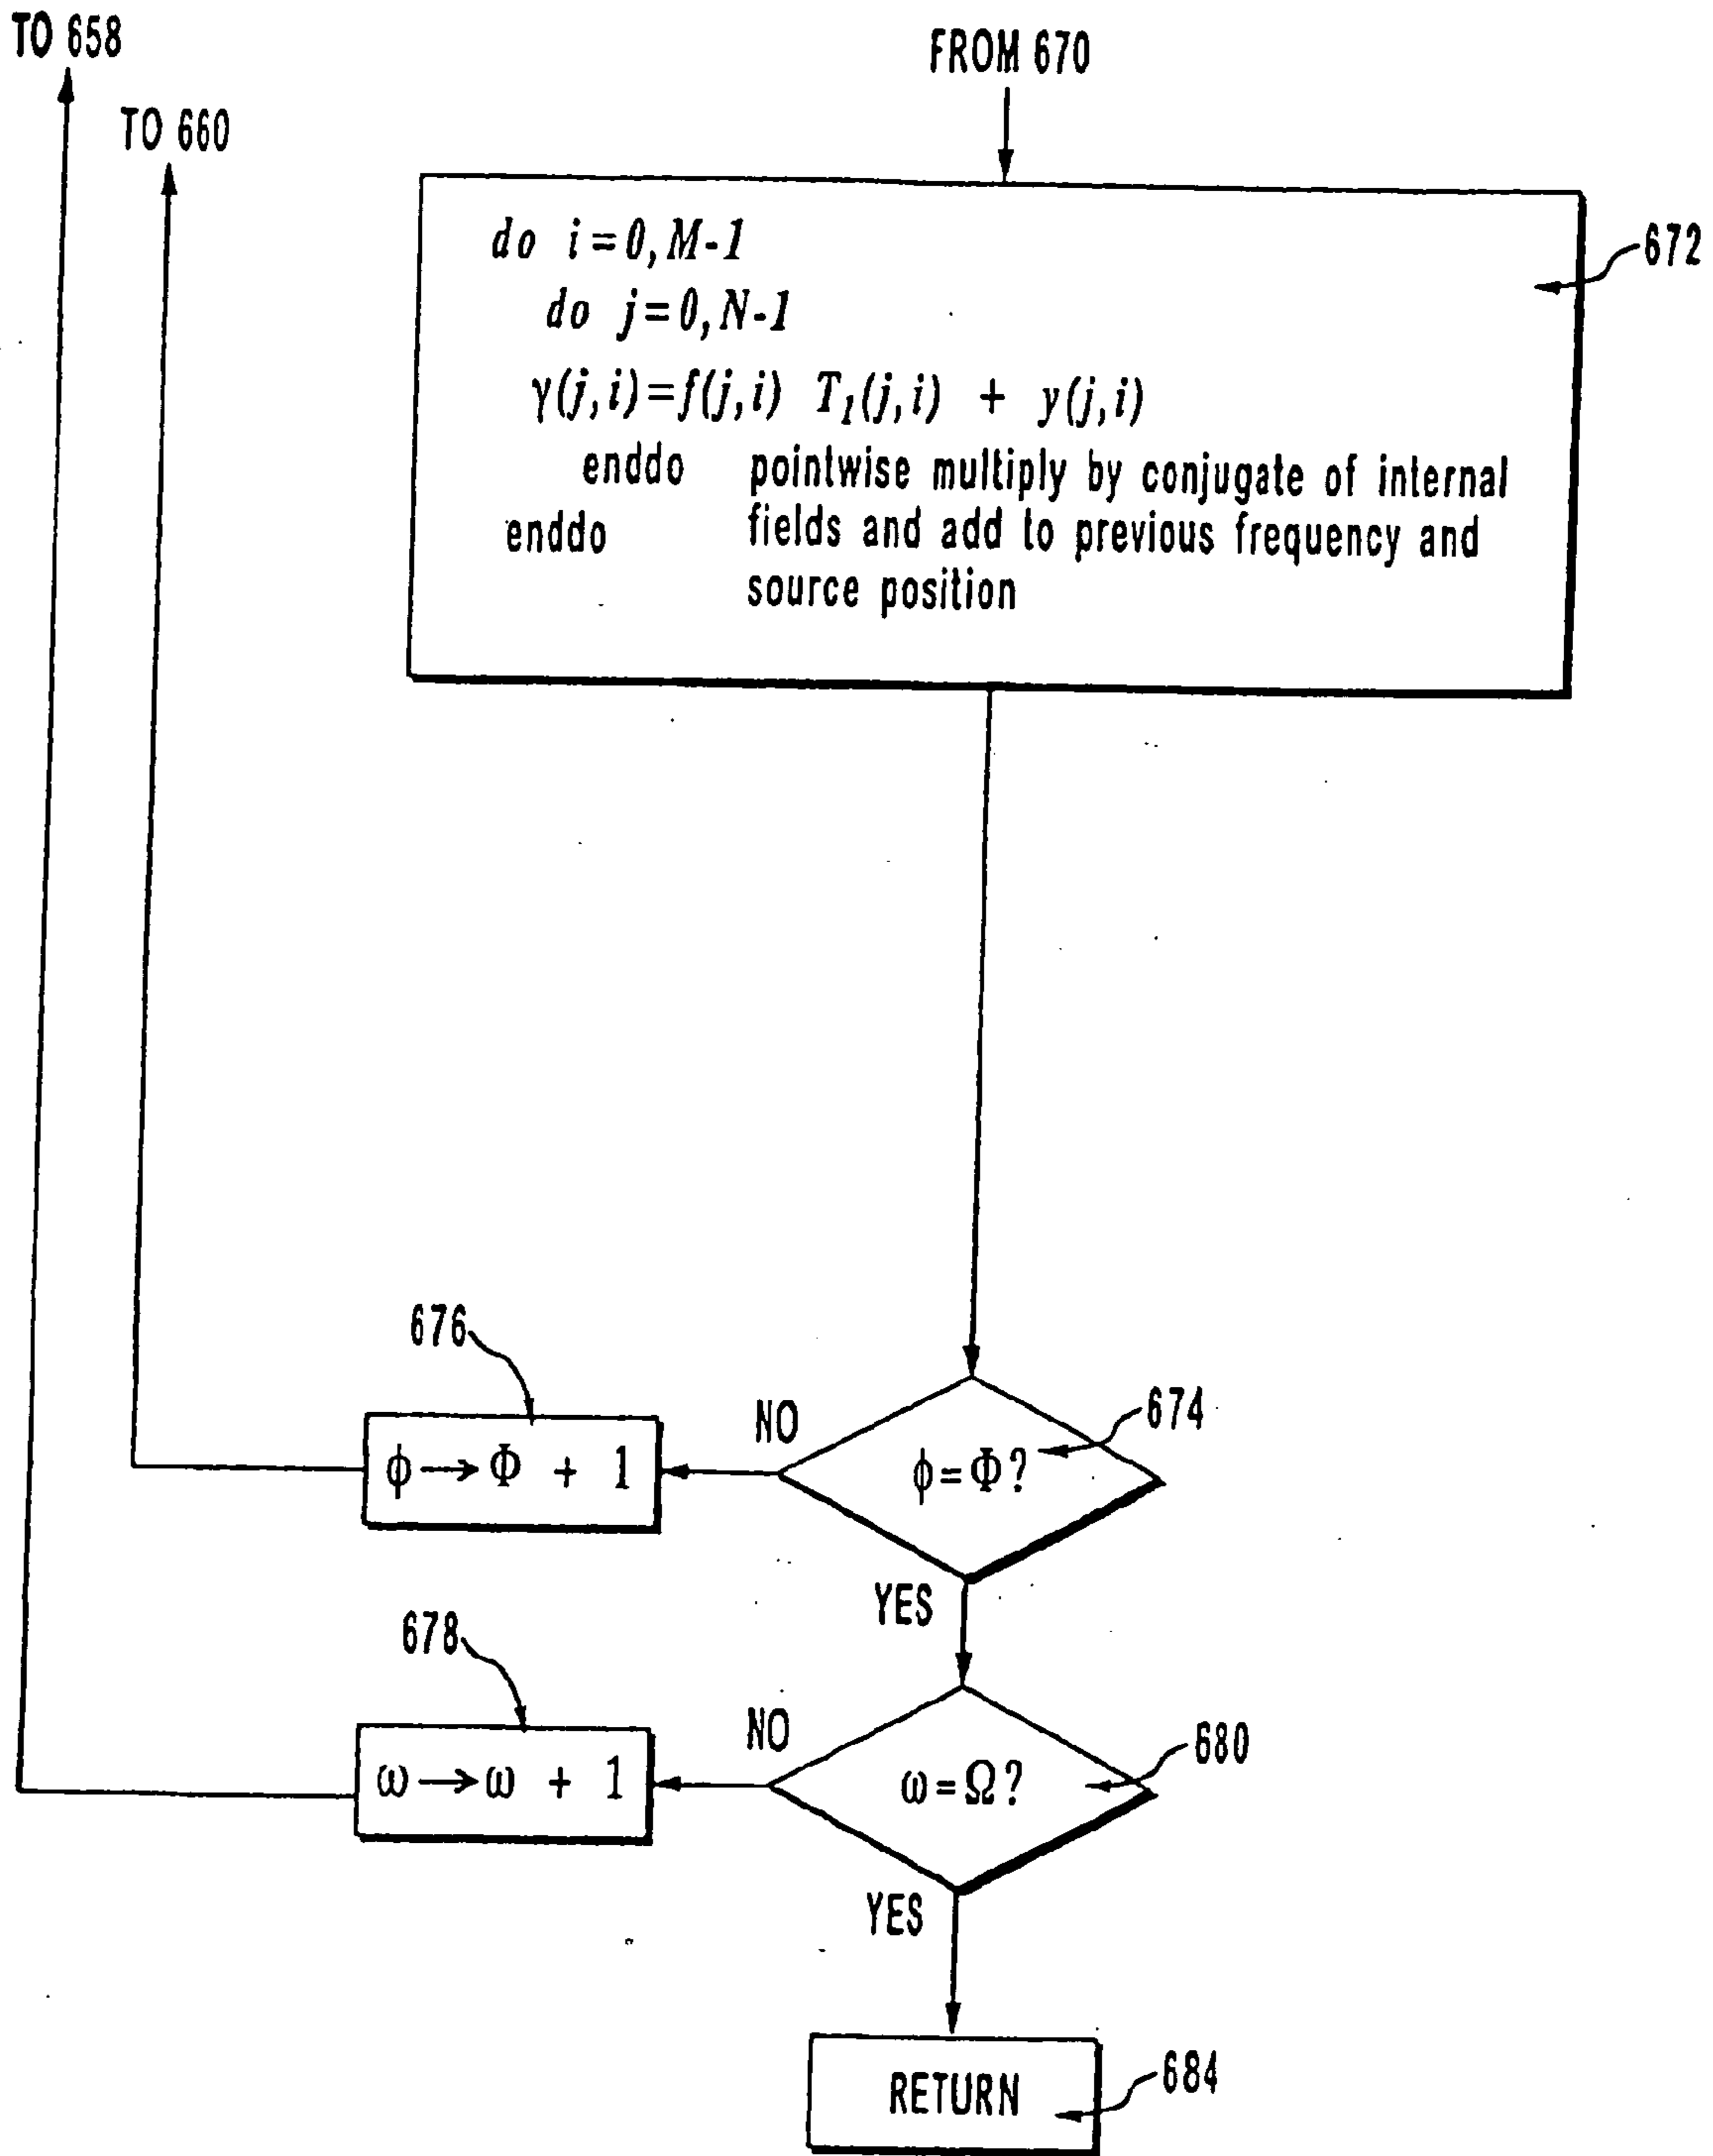 TO 658
FROM 670
TO 660
do i=0,M-1
672
do j=0,N-1
γ(j,i)=f(j,i) T₁(j,i) + y(j,i)
enddo pointwise multiply by conjugate of internal
enddo fields and add to previous frequency and
source position
676
NO
674
ϕ→Φ + 1
ϕ=Φ?
YES
678
NO
680
ω→ω + 1
ω=Ω?
YES
RETURN
684